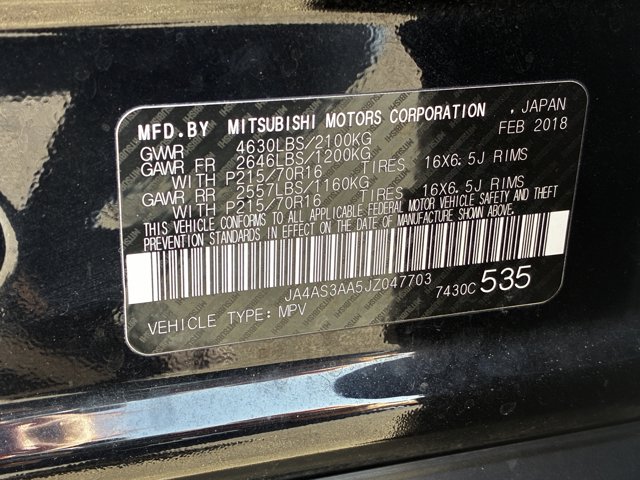 MFD.BY MITSUBISHI MOTORS CORPORATION , JAPAN
GVWR 4630LBS/2100KG FEB 2018
GAWR FR 2646LBS/1200KG
WITH P215/70R16 TIRES 16X6.5J RIMS
GAWR RR 2557LBS/1160KG
WITH P215/70R16 TIRES 16X6.5J RIMS
THIS VEHICLE CONFORMS TO ALL APPLICABLE FEDERAL MOTOR VEHICLE SAFETY AND THEFT
PREVENTION STANDARDS IN EFFECT ON THE DATE OF MANUFACTURE SHOWN ABOVE.
JA4AS3AA5JZ047703
7430C 535
VEHICLE TYPE: MPV